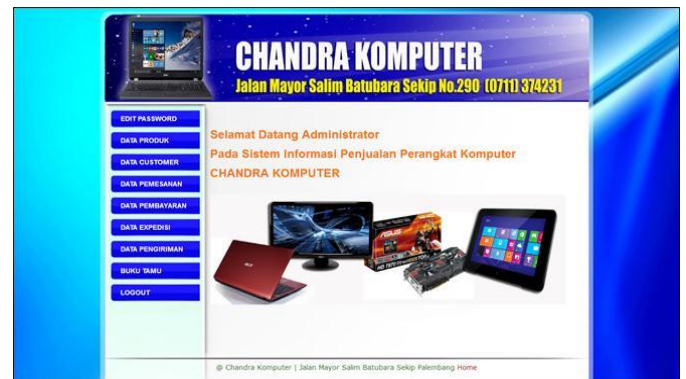 CHANDRA KOMPUTER
Jalan Mayor Salim Batubara Sekip No.290 (0711) 374231
EDIT PASSWORD
DATA PRODUK
DATA CUSTOMER
DATA PEMESANAN
DATA PEMBAYARAN
DATA EXPEDISI
DATA PENGIRIMAN
BUKU TAMU
LOGOUT
Selamat Datang Administrator
Pada Sistem Informasi Penjualan Perangkat Komputer
CHANDRA KOMPUTER
ASUS
@ Chandra Komputer | Jalan Mayor Salim Batubara Sekip Palembang Home